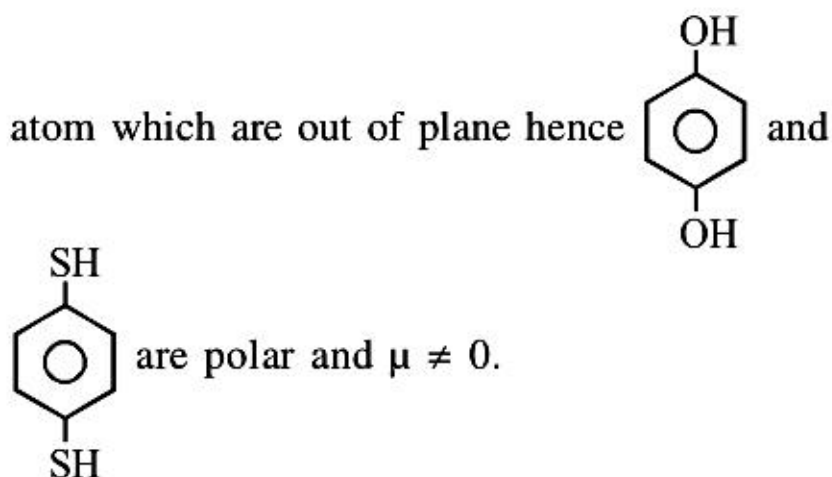 OH
atom which are out of plane hence and
OH
SH
are polar and μ ≠ 0.
SH